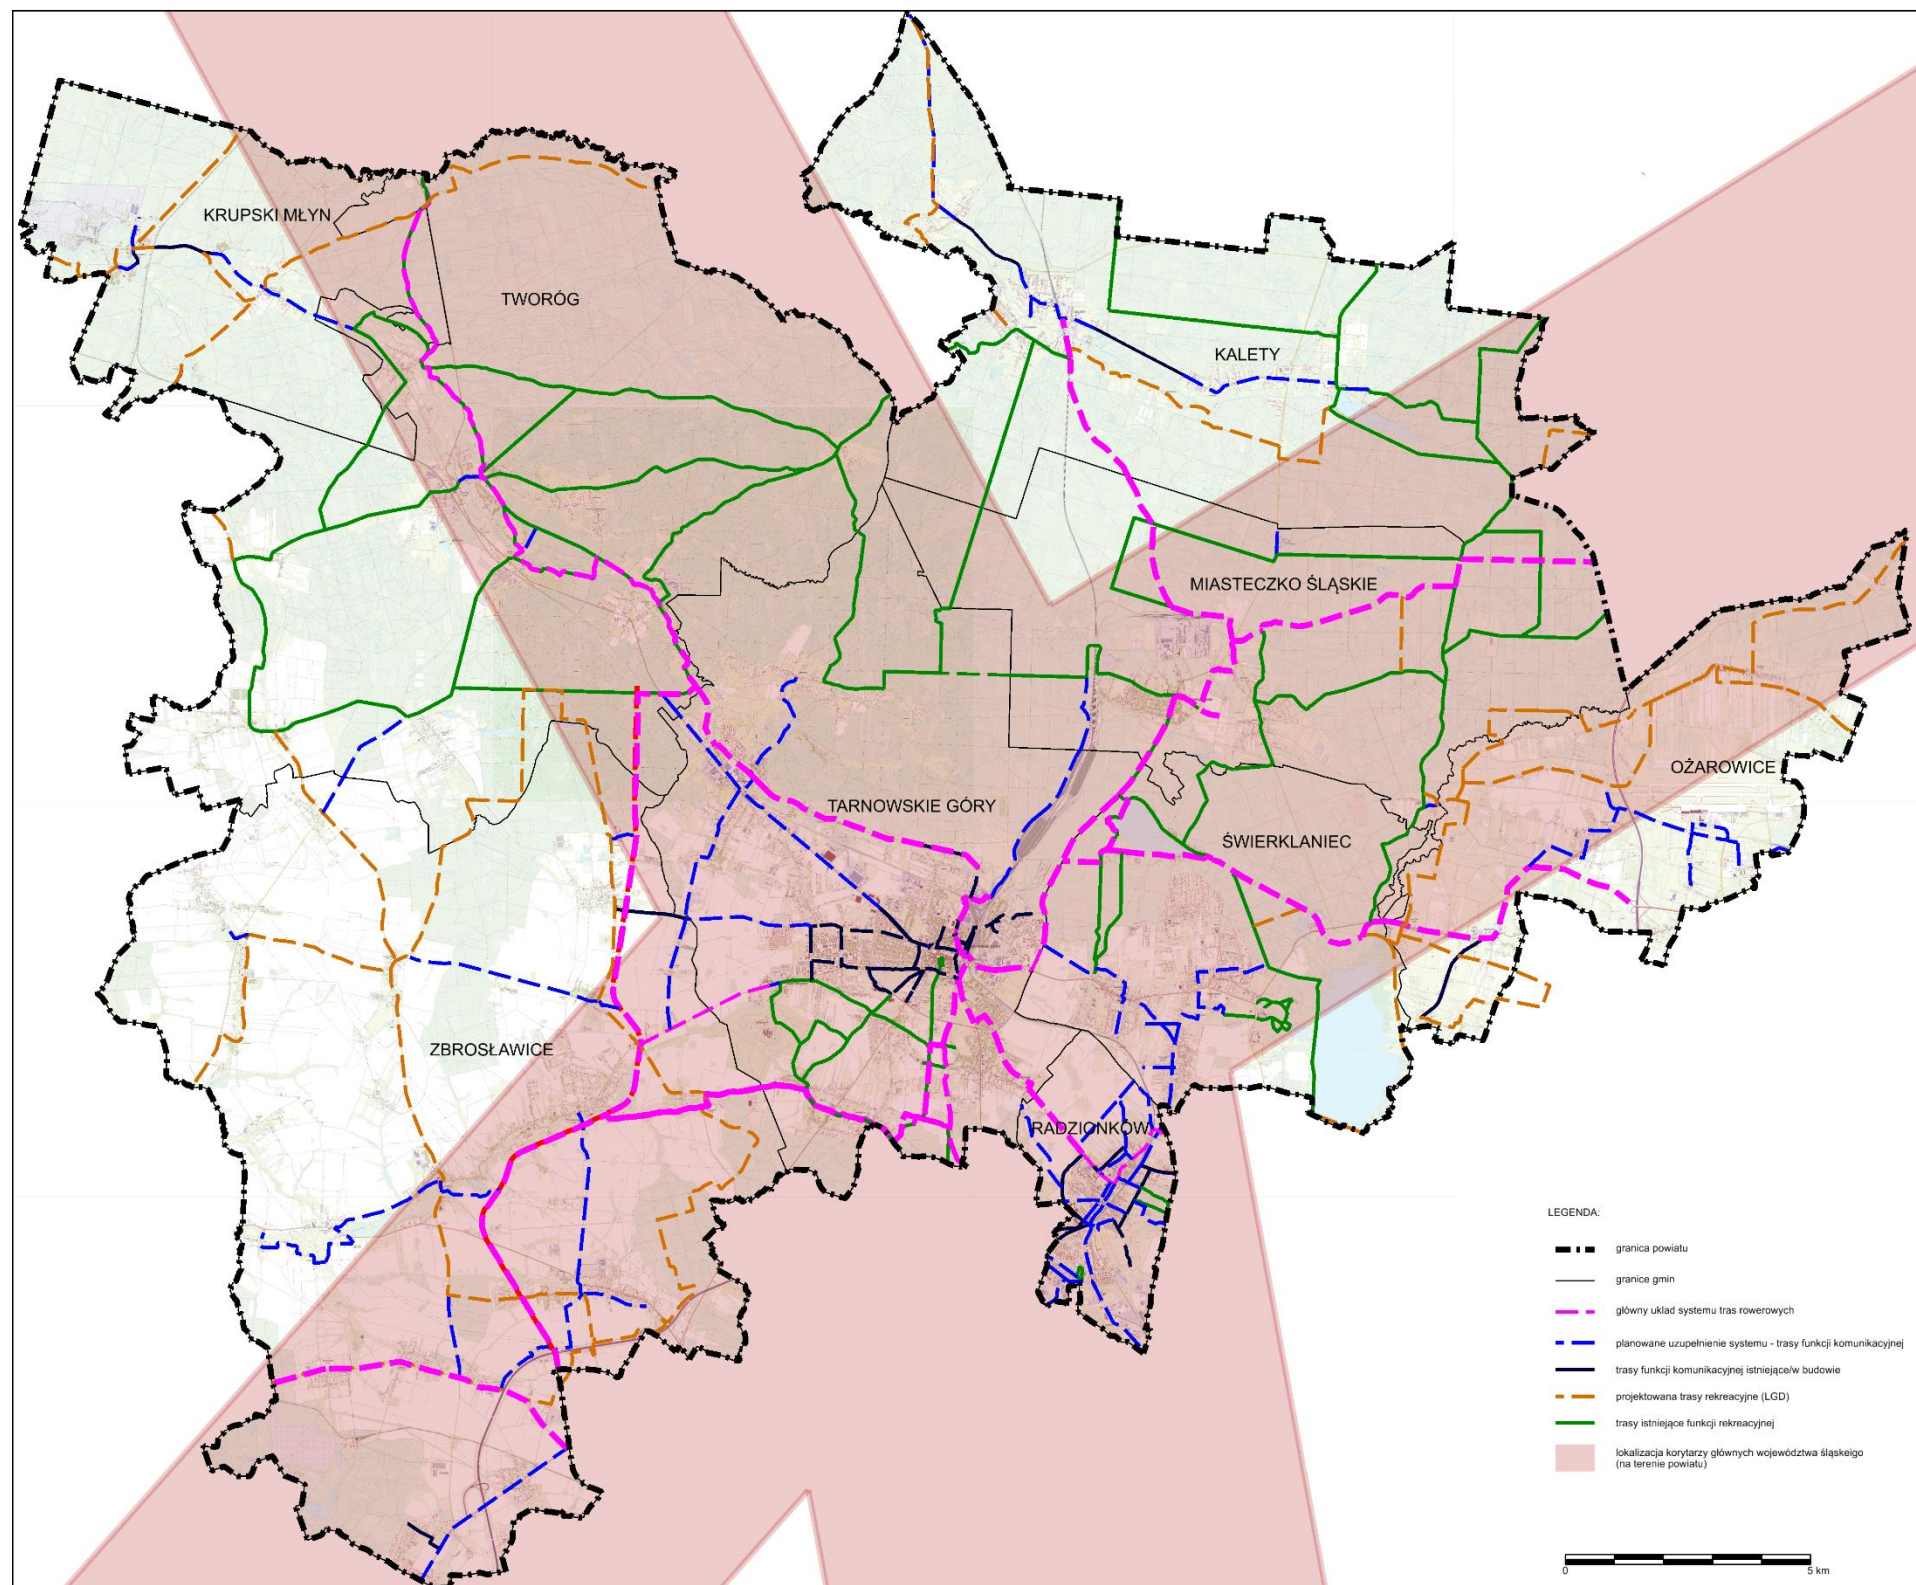 KRUPSKI MŁYN
TWORÓG
KALETY
MIASTECZKO ŚLĄSKIE
OŻAROWICE
TARNOWSKIE GÓRY
ŚWIERKLANIEC
ZBROSŁAWICE
RADZIONKÓW
LEGENDA:
granica powiatu
granice gmin
główny układ systemu tras rowerowych
planowane uzupełnienie systemu - trasy funkcji komunikacyjnej
trasy funkcji komunikacyjnej istniejące/w budowie
projektowana trasy rekreacyjne (LGD)
trasy istniejące funkcji rekreacyjnej
lokalizacja korytarzy głównych województwa śląskeigo
(na terenie powiatu)
0 5 km